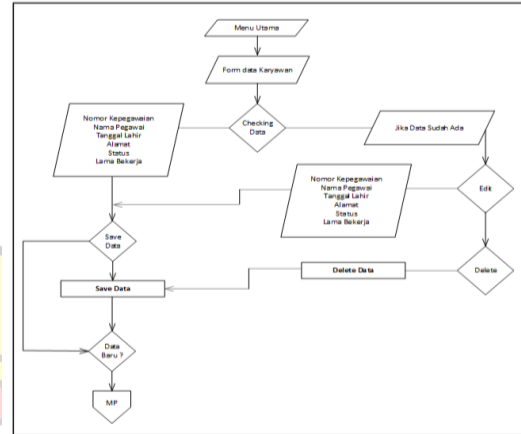 Menu Utama
Form data Karyawan
Checking
Data
Jika Data Sudah Ada
Nomor Kepegawaian
Nama Pegawai
Tanggal Lahir
Alamat
Status
Lama Bekerja
Nomor Kepegawaian
Nama Pegawai
Tanggal Lahir
Alamat
Status
Lama Bekerja
Edit
Save
Data
Delete Data
Delete
Save Data
Data
Baru ?
MP